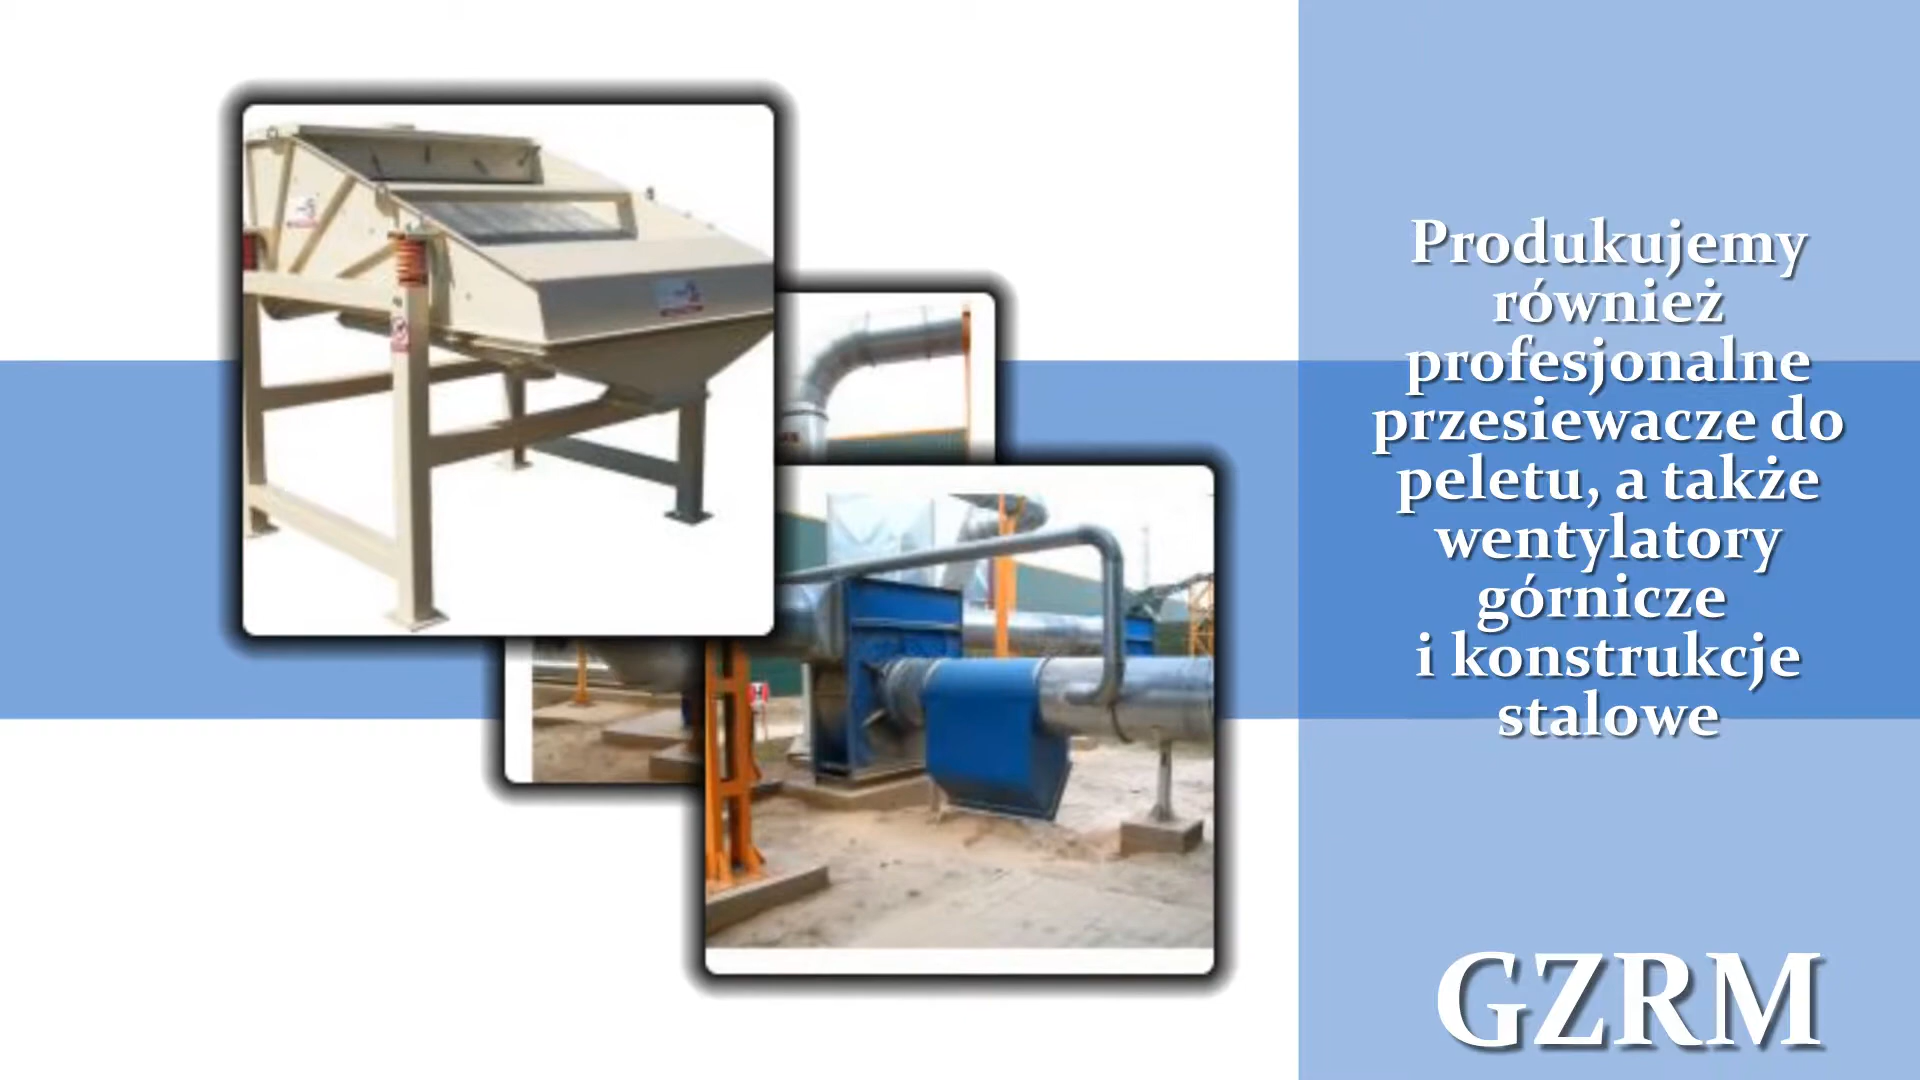 Produkujemy
również
profesjonalne
przesiewacze do
peletu, a także
wentylatory
górnicze
i konstrukcje
stalowe
GZRM